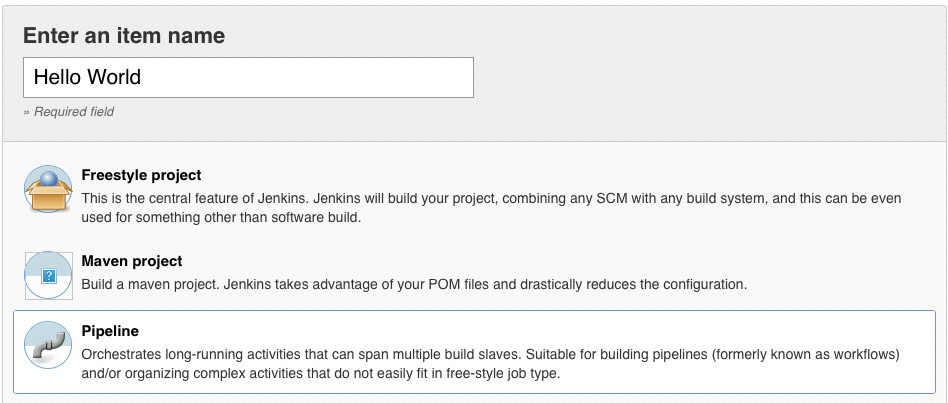 Enter an item name
Hello World
» Required field
Freestyle project
This is the central feature of Jenkins. Jenkins will build your project, combining any SCM with any build system, and this can be even
used for something other than software build.
Maven project
Build a maven project. Jenkins takes advantage of your POM files and drastically reduces the configuration.
Pipeline
Orchestrates long-running activities that can span multiple build slaves. Suitable for building pipelines (formerly known as workflows)
and/or organizing complex activities that do not easily fit in free-style job type.